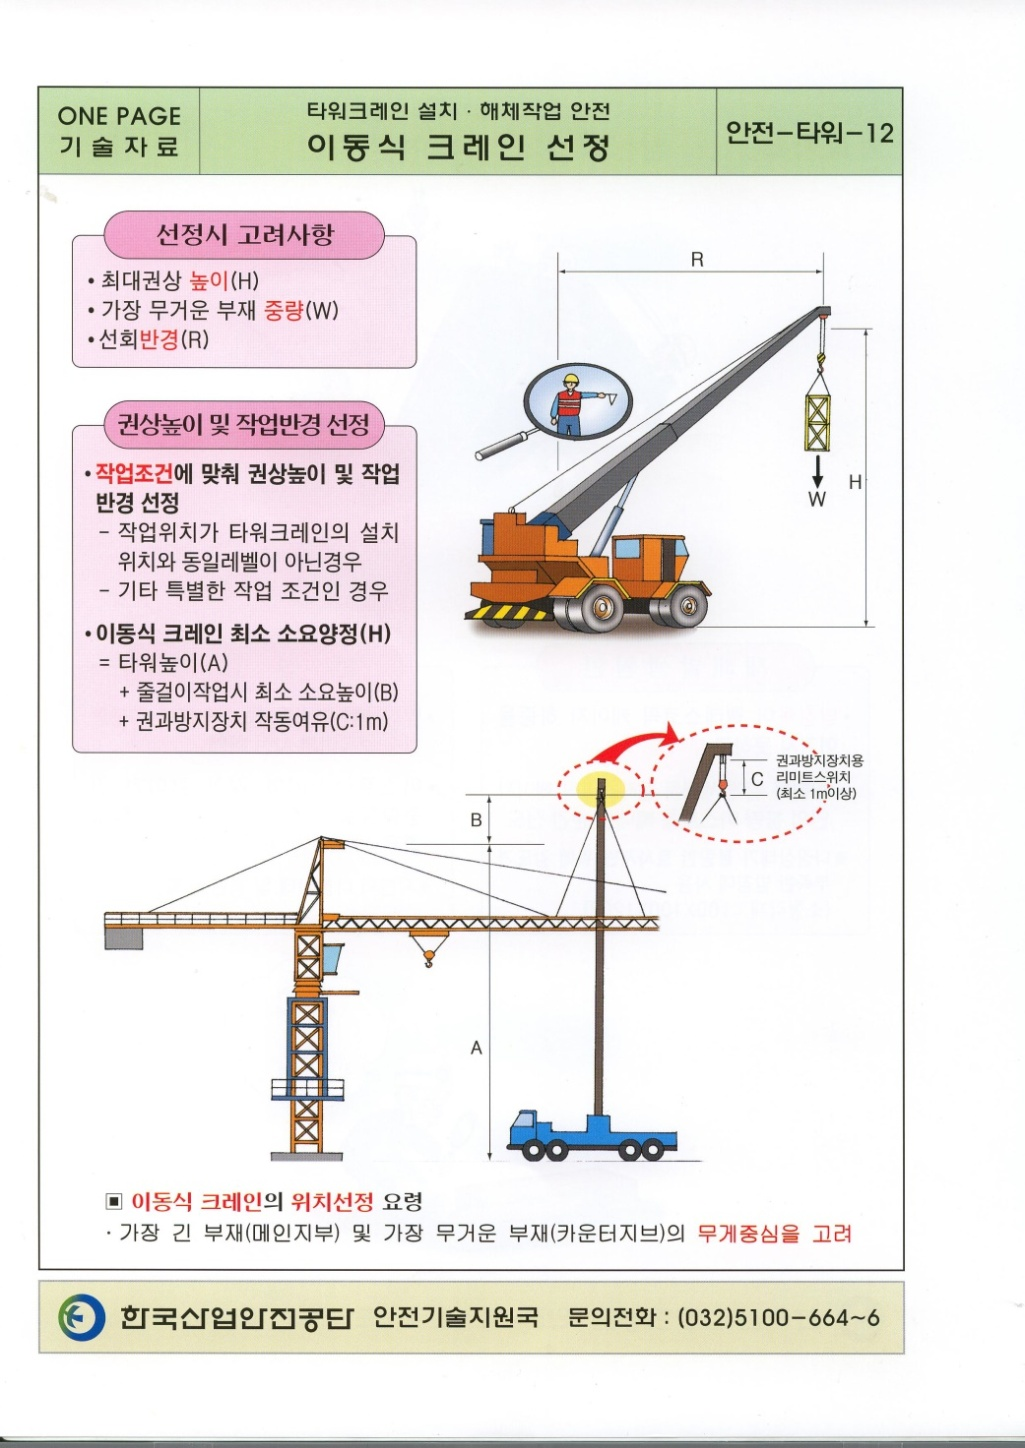 ONE PAGE
기술자료
타워크레인 설치 · 해체작업 안전
이동식 크레인 선정
안전-타워-12
선정시 고려사항
• 최대권상 높이(H)
• 가장 무거운 부재 중량(W)
• 선회반경(R)
권상높이 및 작업반경 선정
• 작업조건에 맞춰 권상높이 및 작업
반경 선정
- 작업위치가 타워크레인의 설치
위치와 동일레벨이 아닌경우
- 기타 특별한 작업 조건인 경우
• 이동식 크레인 최소 소요양정(H)
= 타워높이(A)
+ 줄걸이작업시 최소 소요높이(B)
+ 권과방지장치 작동여유(C:1m)
R
H
W
권과방지장치용
리미트스위치
(최소 1m이상)
C
B
A
▣ 이동식 크레인의 위치선정 요령
· 가장 긴 부재(메인지부) 및 가장 무거운 부재(카운터지브)의 무게중심을 고려
한국산업안전공단 안전기술지원국 문의전화 : (032)5100-664~6